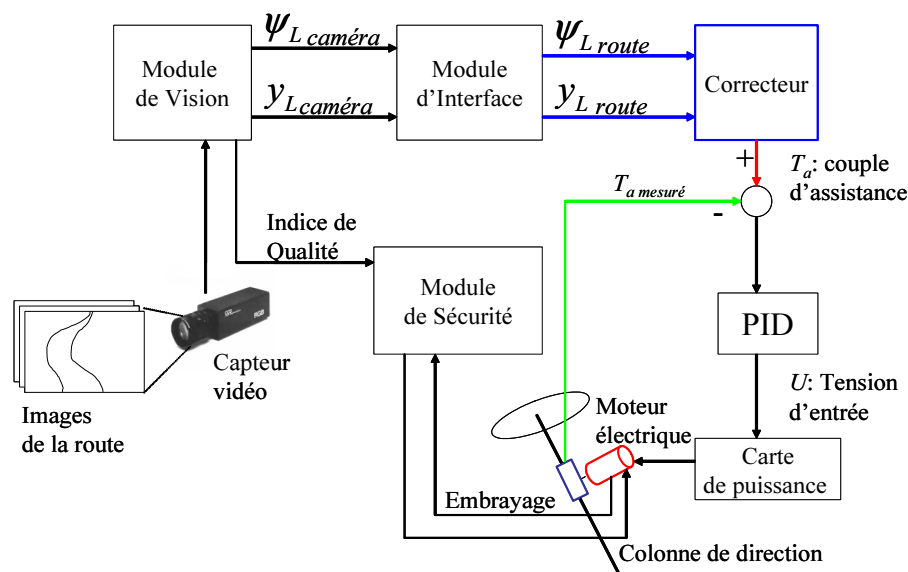 ψL caméra
yL caméra
Module
de Vision
Module
d'Interface
ψL route
yL route
Correcteur
+
Ta: couple
d'assistance
Ta mesuré
-
Indice de
Qualité
Module
de Sécurité
PID
RGB
Capteur
vidéo
Images
de la route
U: Tension
d'entrée
Moteur
électrique
Carte
de puissance
Embrayage
Colonne de direction